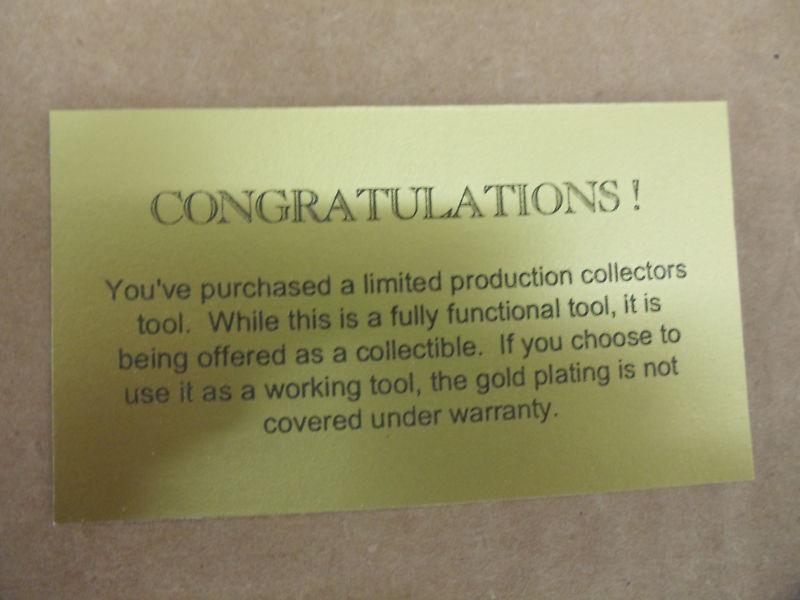 CONGRATULATIONS !
You've purchased a limited production collectors
tool. While this is a fully functional tool, it is
being offered as a collectible. If you choose to
use it as a working tool, the gold plating is not
covered under warranty.